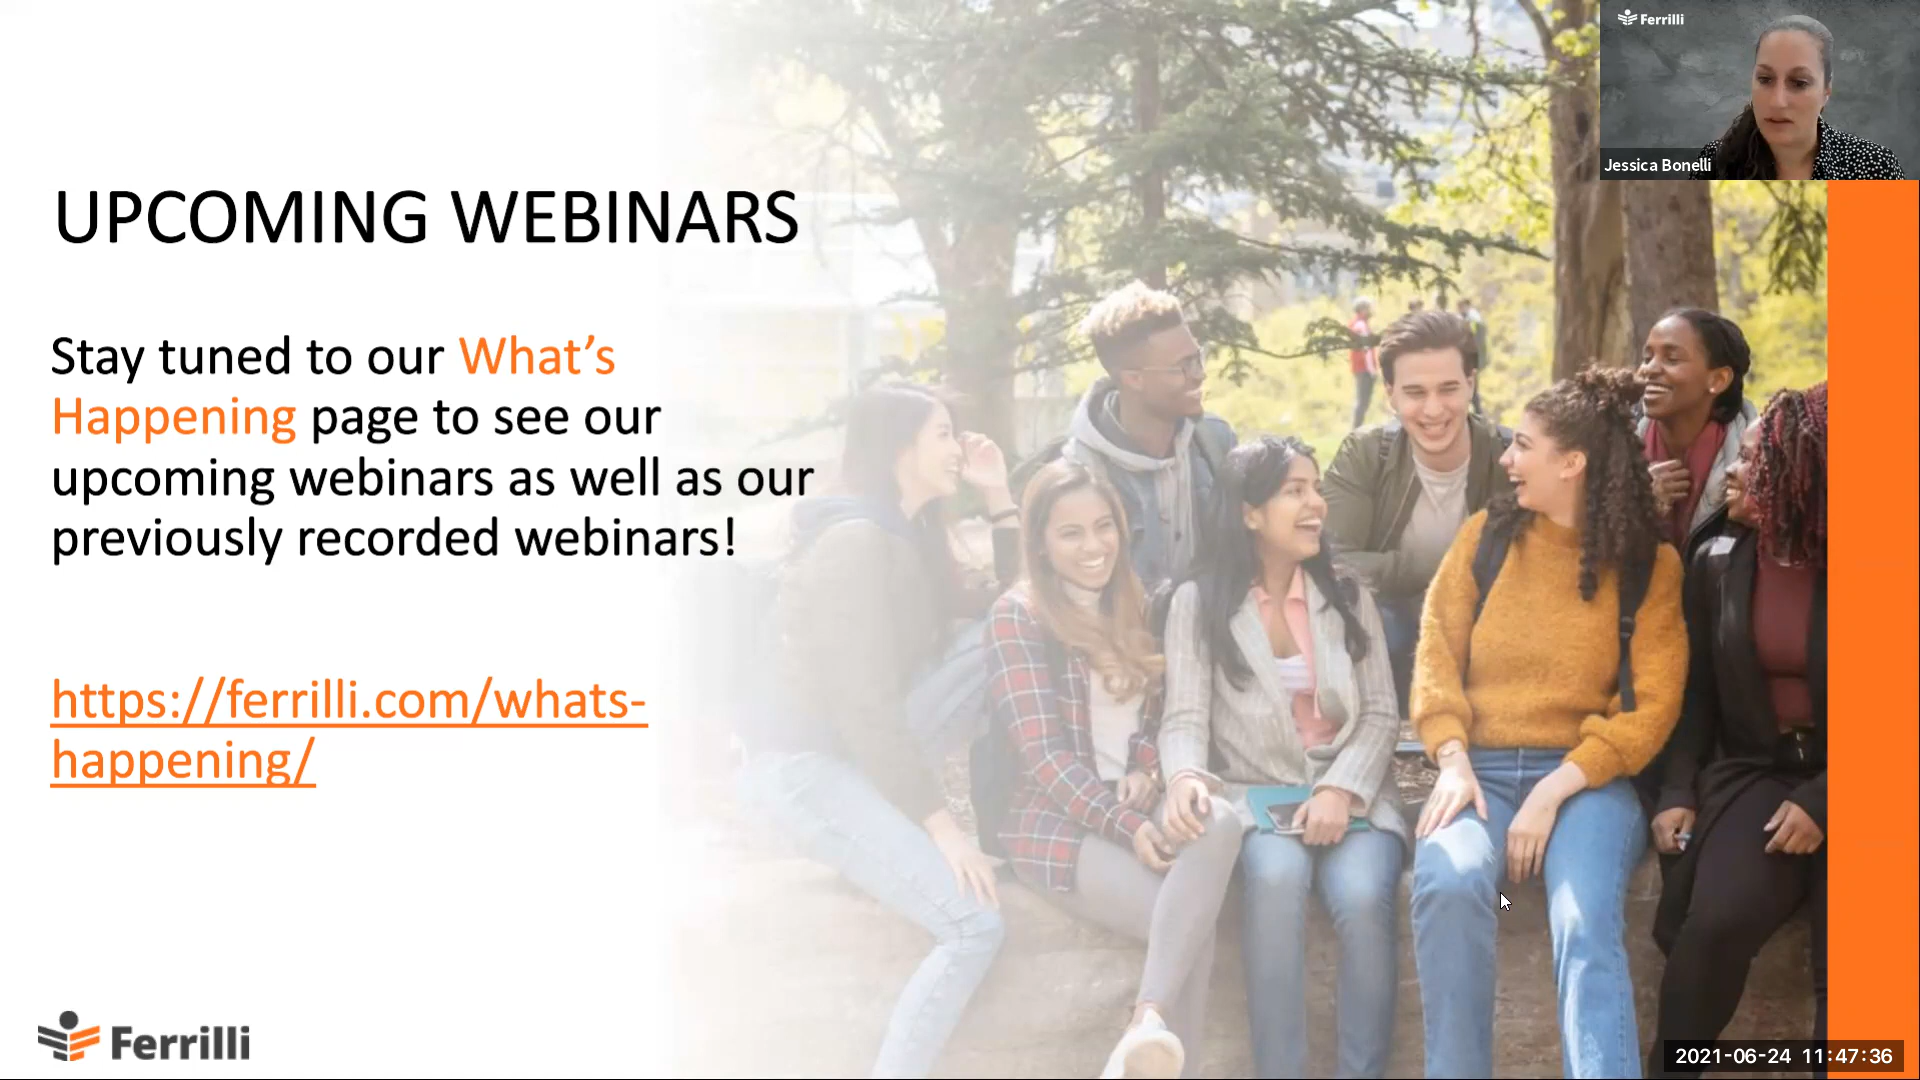 Ferrilli
Jessica Bonelli
UPCOMING WEBINARS
Stay tuned to our What’s
Happening page to see our
upcoming webinars as well as our
previously recorded webinars!
https://ferrilli.com/whats-
happening/
Ferrilli
2021-06-24 11:47:36